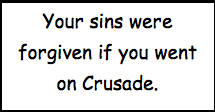 Your sins were
forgiven if you went
on Crusade.